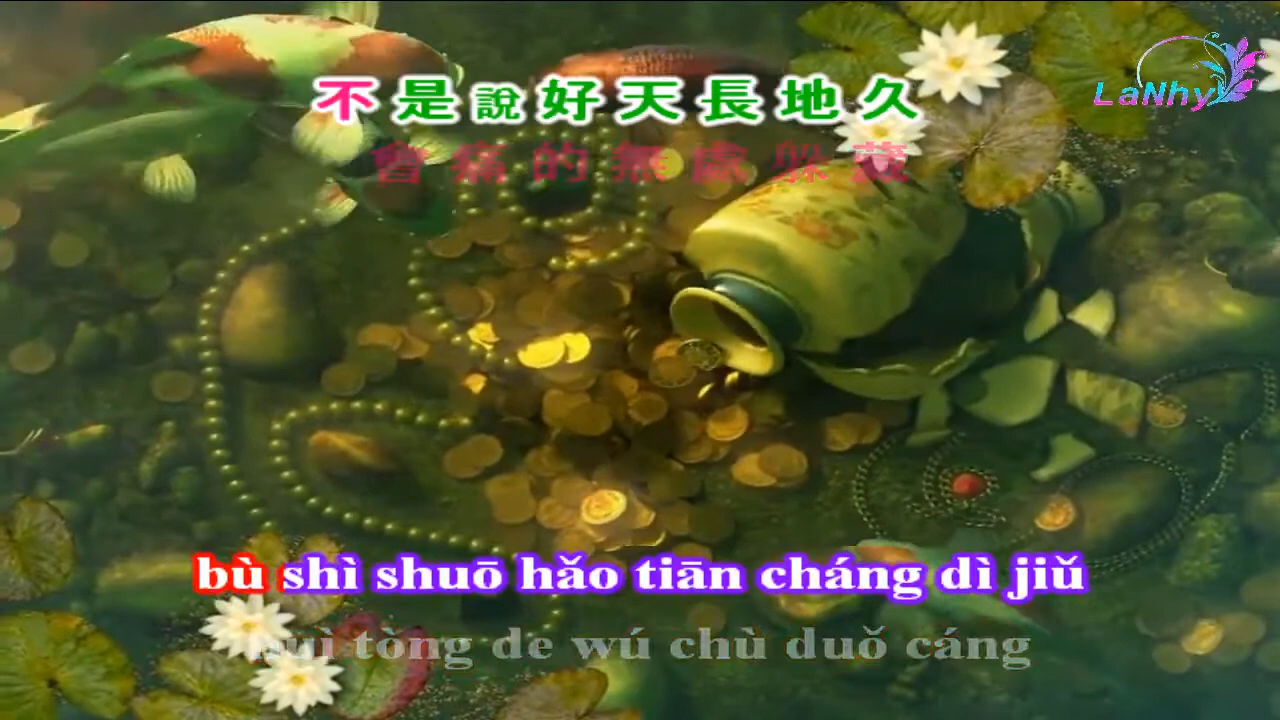 LaNhy
不是說好天長地久
會痛的無處躲藏
bù shì shuō hǎo tiān cháng dì jiǔ
huì tòng de wú chù duǒ cáng